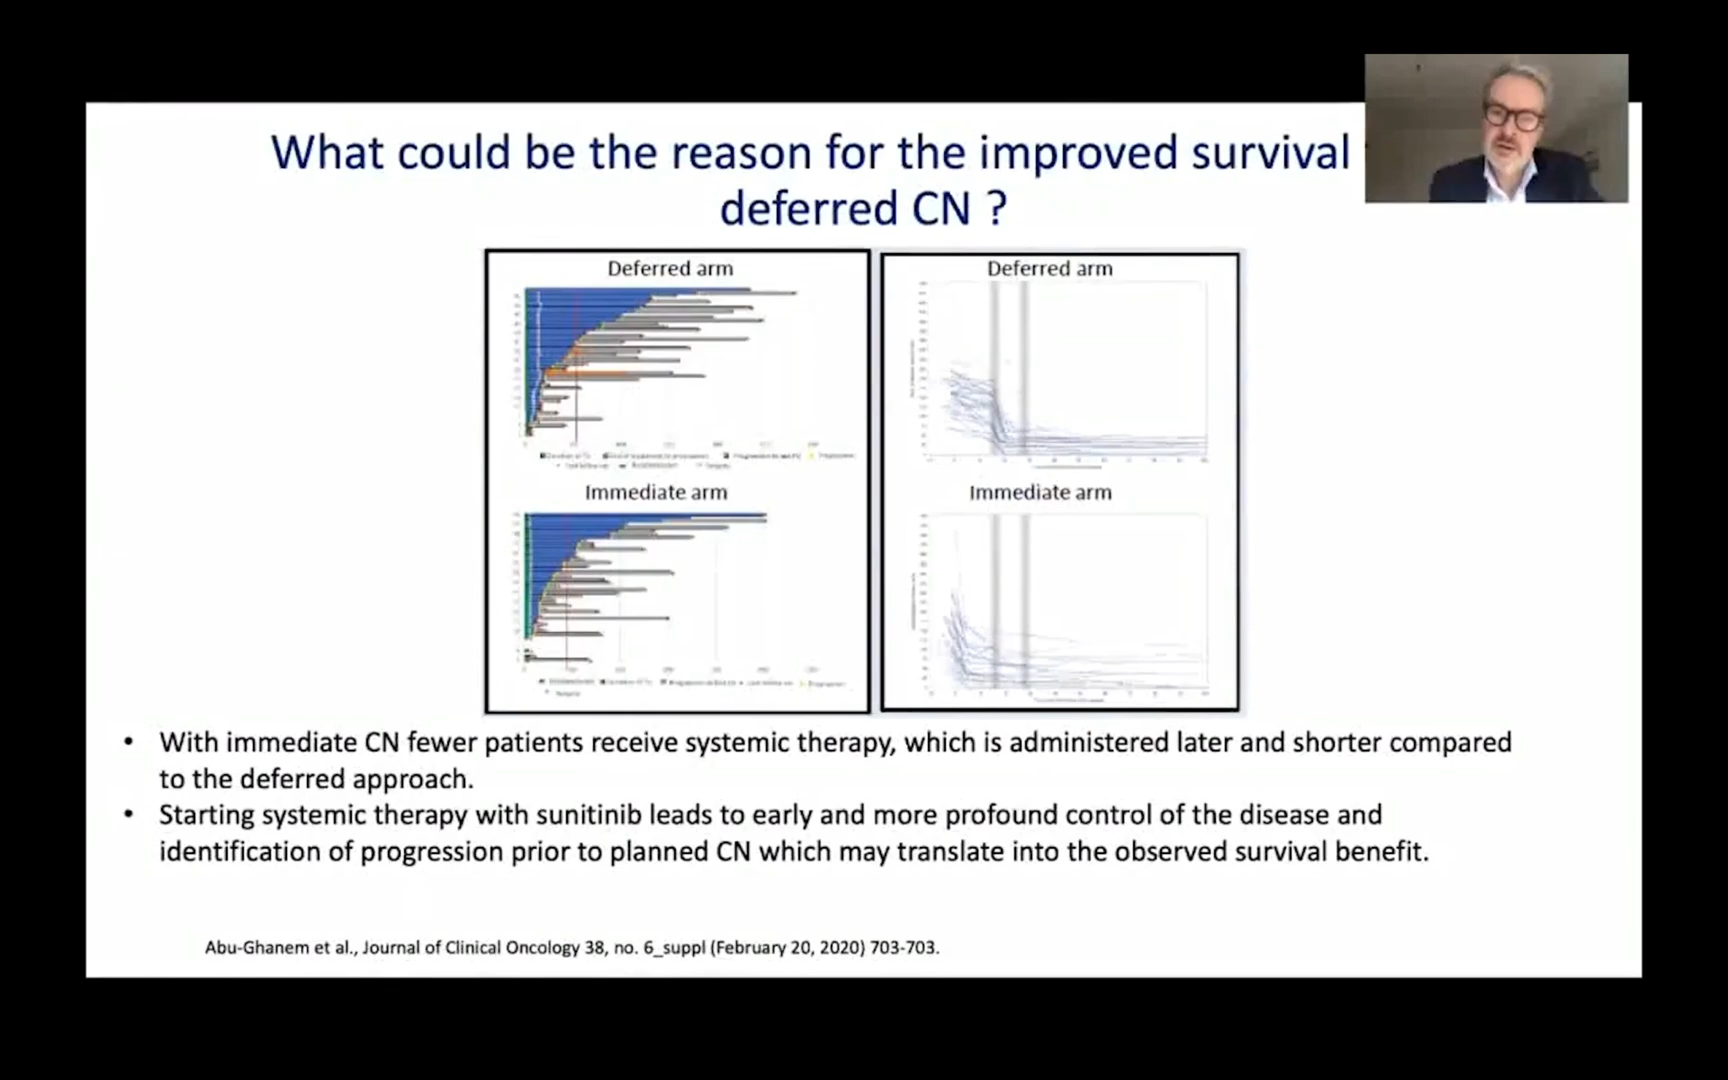 What could be the reason for the improved survival
deferred CN ?
Deferred arm
Deferred arm
Immediate arm
Immediate arm
• With immediate CN fewer patients receive systemic therapy, which is administered later and shorter compared
to the deferred approach.
• Starting systemic therapy with sunitinib leads to early and more profound control of the disease and
identification of progression prior to planned CN which may translate into the observed survival benefit.
Abu-Ghanem et al., Journal of Clinical Oncology 38, no. 6_suppl (February 20, 2020) 703-703.